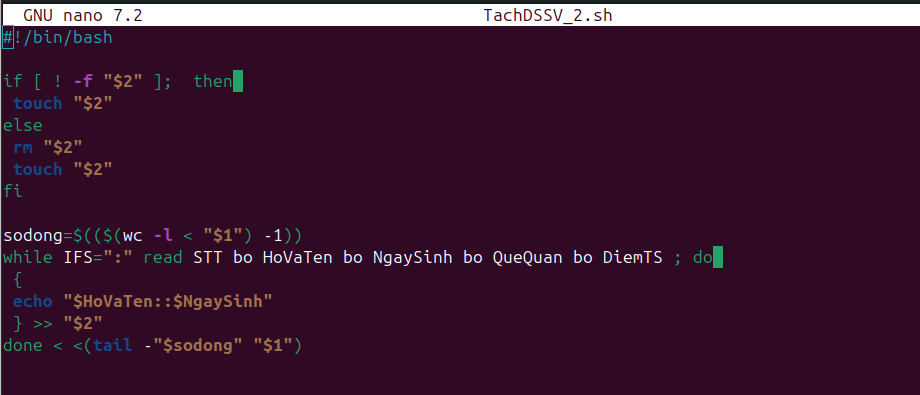 GNU nano 7.2 TachDSSV_2.sh
#!/bin/bash

if [ ! -f "$2" ];  then
 touch "$2"
else
 rm "$2"
 touch "$2"
fi

sodong=$(($(wc -l < "$1") -1))
while IFS=":" read STT bo HoVaTen bo NgaySinh bo QueQuan bo DiemTS ; do
 {
 echo "$HoVaTen::$NgaySinh"
 } >> "$2"
done < <(tail -"$sodong" "$1")